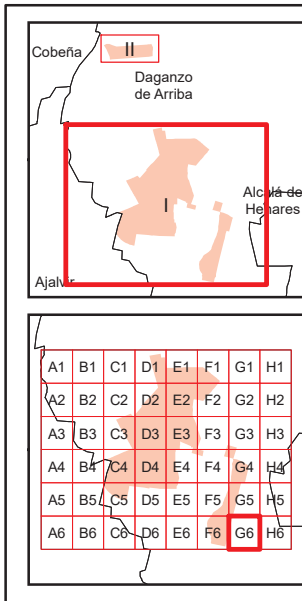 Cobeña
II
Daganzo
de Arriba
I
Alcalá de
Henares
Ajalvir
A1 B1 C1 D1 E1 F1 G1 H1
A2 B2 C2 D2 E2 F2 G2 H2
A3 B3 C3 D3 E3 F3 G3 H3
A4 B4 C4 D4 E4 F4 G4 H4
A5 B5 C5 D5 E5 F5 G5 H5
A6 B6 C6 D6 E6 F6 G6 H6